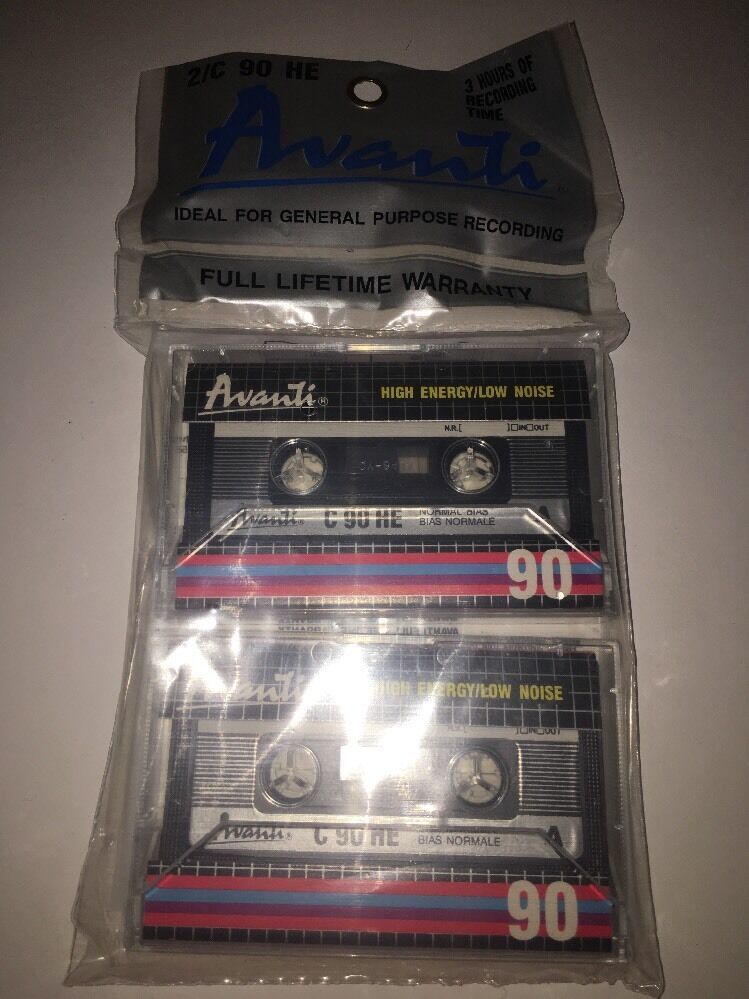 2/C 90 HE
3 HOURS OF
RECORDING
TIME
Avanti
IDEAL FOR GENERAL PURPOSE RECORDING
FULL LIFETIME WARRANTY
Avanti®
HIGH ENERGY/LOW NOISE
N.R.[ ]□IN□OUT
Avanti® C 90 HE
NORMAL BIAS
BIAS NORMALE
A
90
Avanti
HIGH ENERGY/LOW NOISE
N.R.[ ]□IN□OUT
Avanti® C 90 HE
BIAS NORMALE
A
90